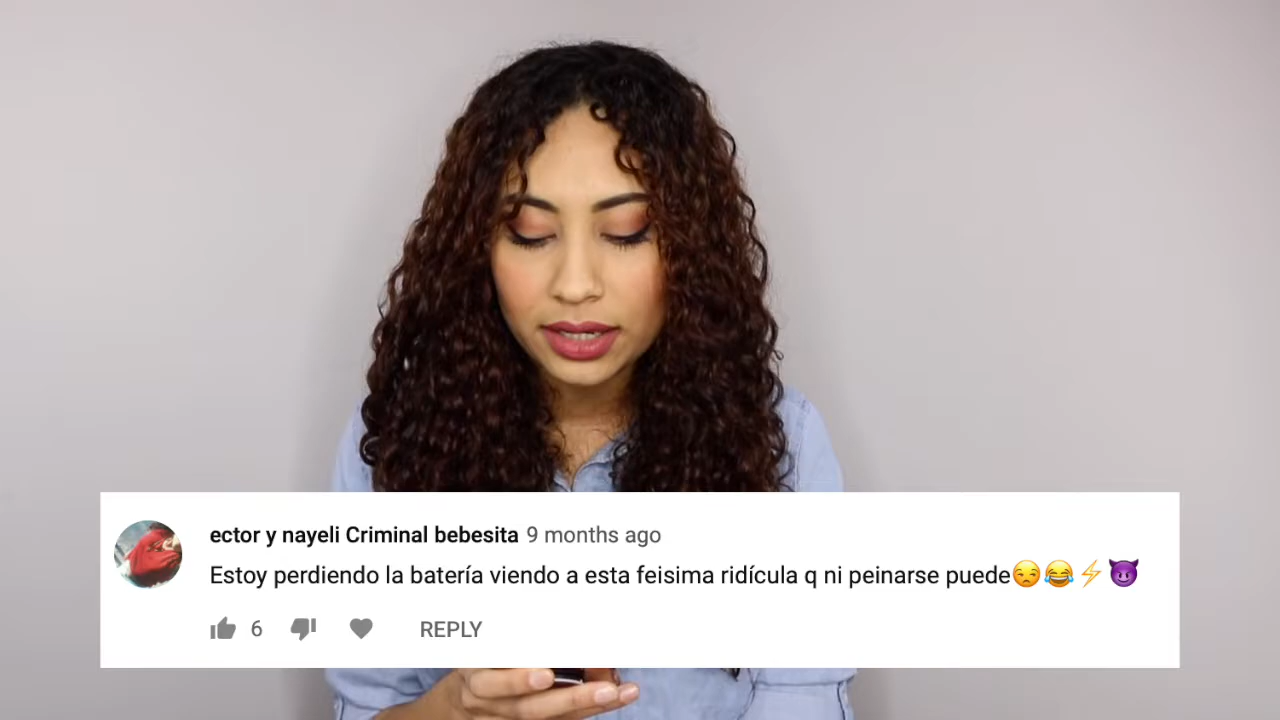 ector y nayeli Criminal bebesita 9 months ago
Estoy perdiendo la batería viendo a esta feisima ridícula q ni peinarse puede😒😂⚡😈
6 REPLY